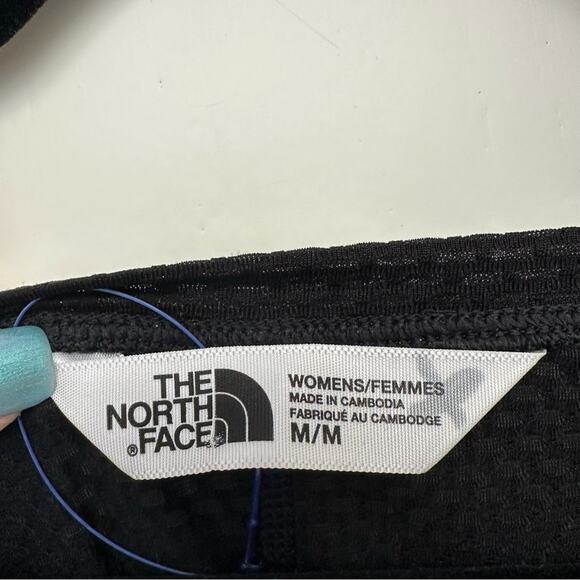 THE
NORTH
FACE®
WOMENS/FEMMES
MADE IN CAMBODIA
FABRIQUÉ AU CAMBODGE
M/M